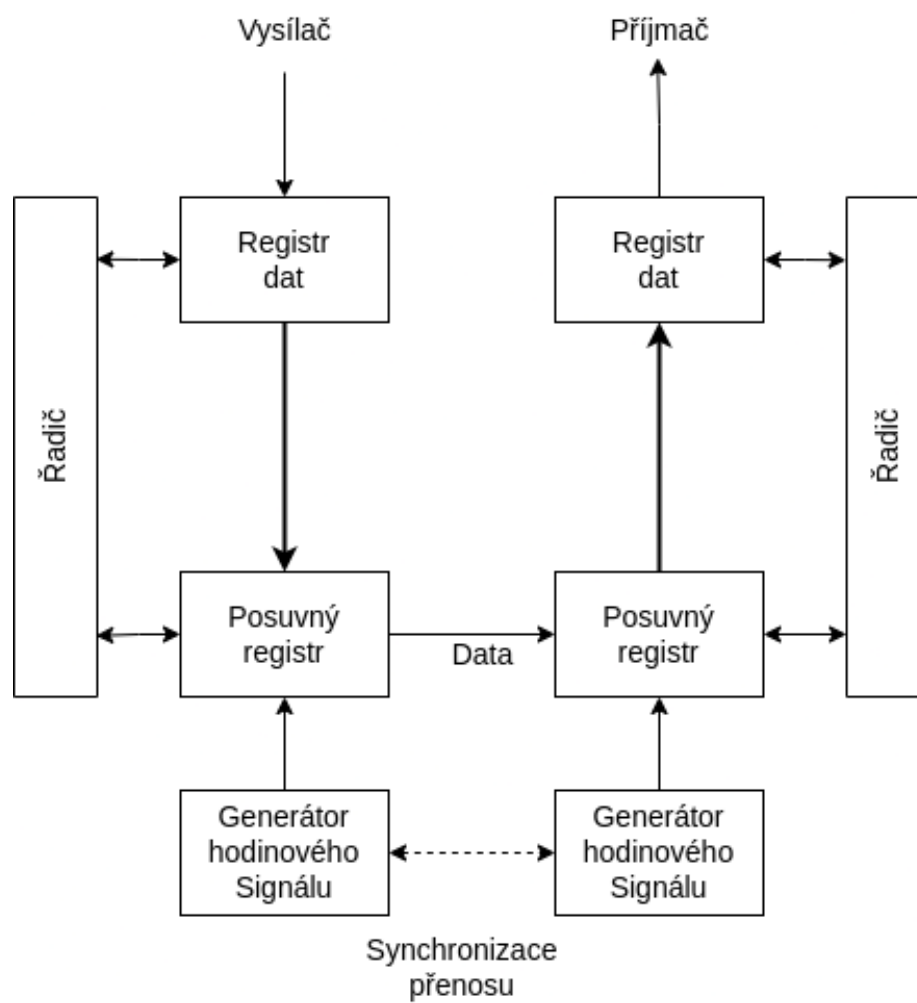 Vysílač
Příjmač
Registr
dat
Registr
dat
Řadič
Řadič
Posuvný
registr
Data
Posuvný
registr
Generátor
hodinového
Signálu
Generátor
hodinového
Signálu
Synchronizace
přenosu